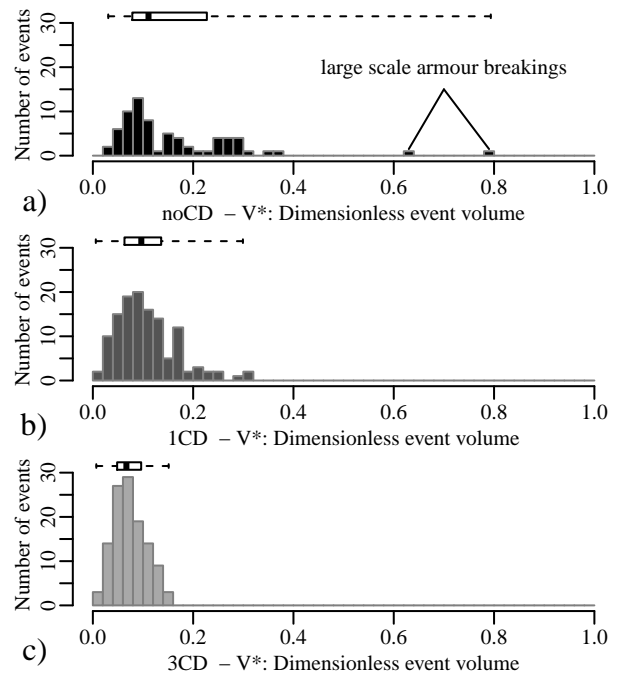 Number of events
0 10 20 30
large scale armour breakings
0.0 0.2 0.4 0.6 0.8 1.0
a)
noCD – V*: Dimensionless event volume
Number of events
0 10 20 30
0.0 0.2 0.4 0.6 0.8 1.0
b)
1CD – V*: Dimensionless event volume
Number of events
0 10 20 30
0.0 0.2 0.4 0.6 0.8 1.0
c)
3CD – V*: Dimensionless event volume